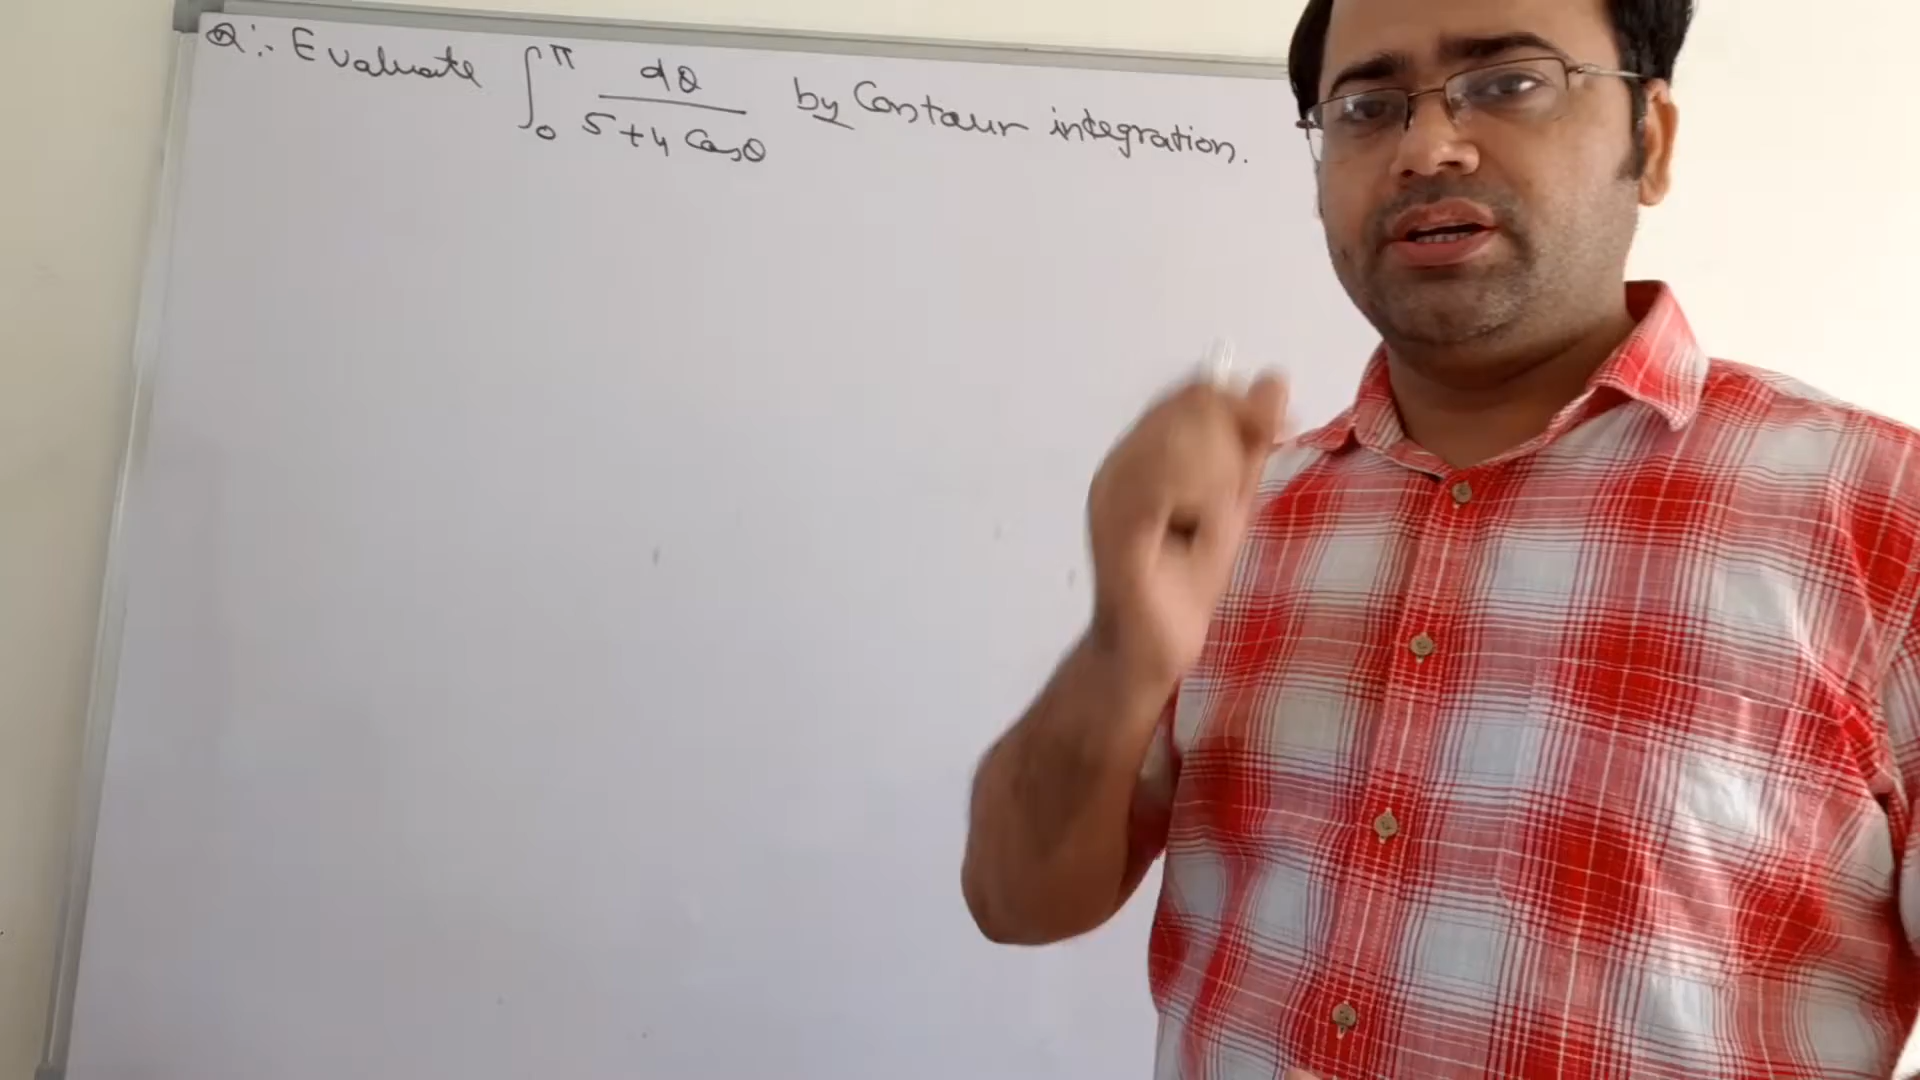 Q:- Evaluate ∫₀^π dθ / (5+4 Cosθ) by Contour integration.